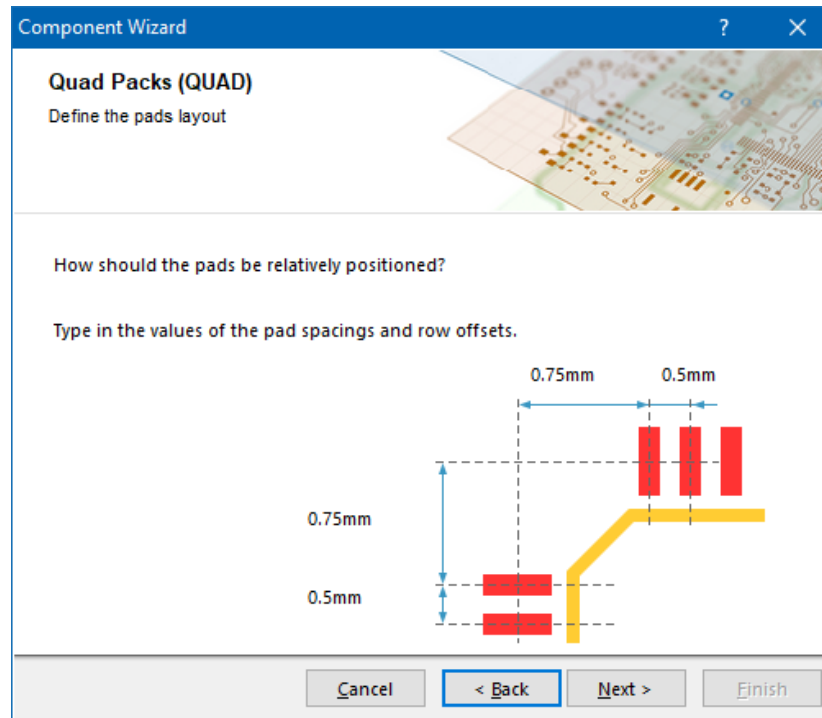 Component Wizard
?
Quad Packs (QUAD)
Define the pads layout
How should the pads be relatively positioned?
Type in the values of the pad spacings and row offsets.
0.75mm 0.5mm
0.75mm
0.5mm
Cancel < Back Next > Finish